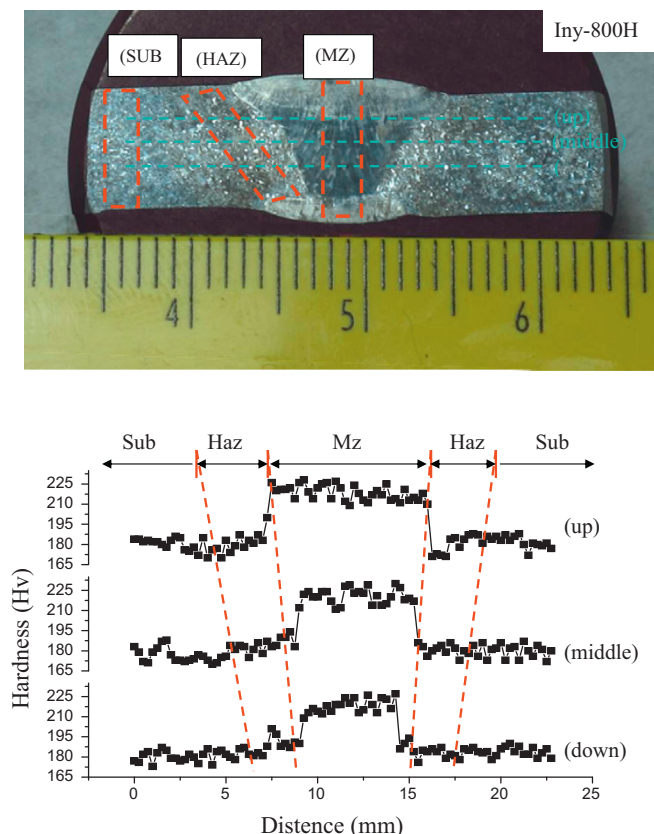 Iny-800H
(SUB
(HAZ)
(MZ)
(up)
(middle)
(
4
5
6
Sub
Haz
Mz
Haz
Sub
225
210
195
180
165
(up)
225
210
195
180
165
(middle)
225
210
195
180
165
(down)
Hardness (Hv)
0
5
10
15
20
25
Distence (mm)